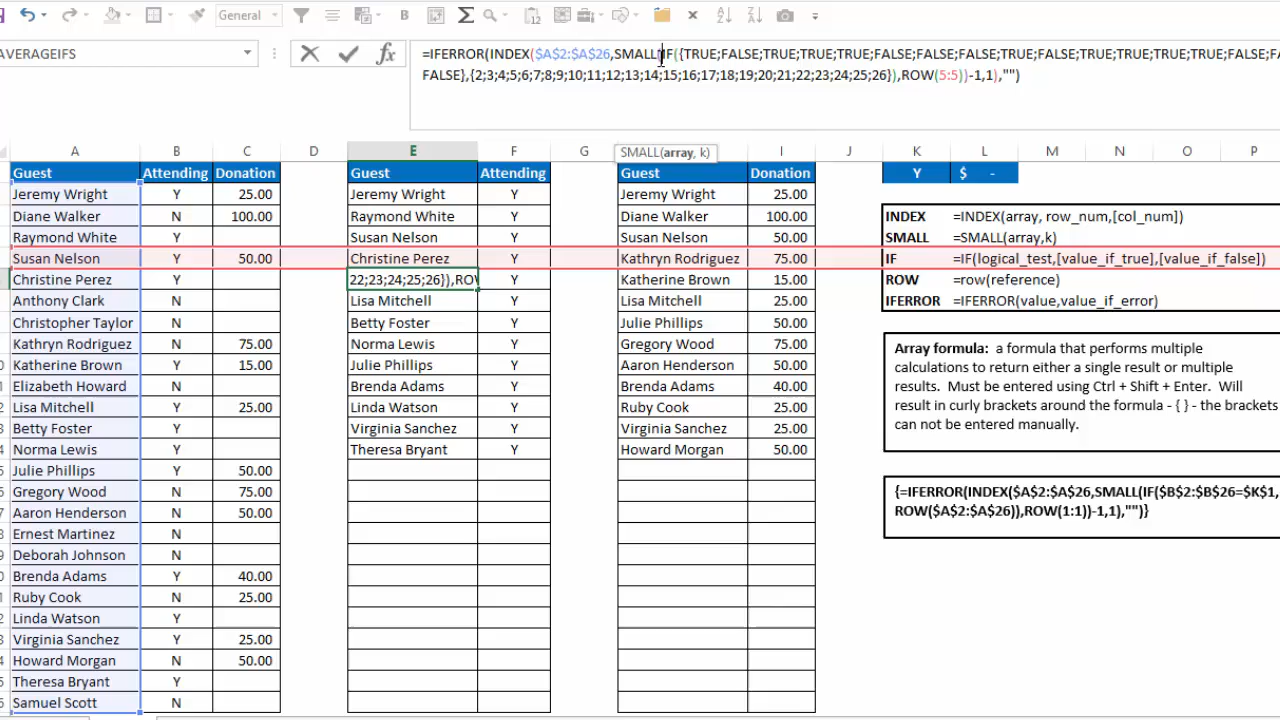 General
AVERAGEIFS
=IFERROR(INDEX($A$2:$A$26,SMALL(IF({TRUE;FALSE;TRUE;TRUE;TRUE;FALSE;FALSE;FALSE;TRUE;FALSE;TRUE;TRUE;TRUE;TRUE;FALSE;FA
FALSE},{2;3;4;5;6;7;8;9;10;11;12;13;14;15;16;17;18;19;20;21;22;23;24;25;26}),ROW(5:5))-1,1),"")
SMALL(array, k)
A B C D E F G I J K L M N O P
Guest Attending Donation Guest Attending Guest Donation Y $ -
Jeremy Wright Y 25.00 Jeremy Wright Y Jeremy Wright 25.00
Diane Walker N 100.00 Raymond White Y Diane Walker 100.00 INDEX =INDEX(array, row_num,[col_num])
Raymond White Y Susan Nelson Y Susan Nelson 50.00 SMALL =SMALL(array,k)
Susan Nelson Y 50.00 Christine Perez Y Kathryn Rodriguez 75.00 IF =IF(logical_test,[value_if_true],[value_if_false])
Christine Perez Y 22;23;24;25;26}),ROW Y Katherine Brown 15.00 ROW =row(reference)
Anthony Clark N Lisa Mitchell Y Lisa Mitchell 25.00 IFERROR =IFERROR(value,value_if_error)
Christopher Taylor N Betty Foster Y Julie Phillips 50.00
Kathryn Rodriguez N 75.00 Norma Lewis Y Gregory Wood 75.00
Katherine Brown Y 15.00 Julie Phillips Y Aaron Henderson 50.00
Elizabeth Howard N Brenda Adams Y Brenda Adams 40.00
Lisa Mitchell Y 25.00 Linda Watson Y Ruby Cook 25.00
Betty Foster Y Virginia Sanchez Y Virginia Sanchez 25.00
Norma Lewis Y Theresa Bryant Y Howard Morgan 50.00
Julie Phillips Y 50.00
Gregory Wood N 75.00
Aaron Henderson N 50.00
Ernest Martinez N
Deborah Johnson N
Brenda Adams Y 40.00
Ruby Cook N 25.00
Linda Watson Y
Virginia Sanchez Y 25.00
Howard Morgan N 50.00
Theresa Bryant Y
Samuel Scott N
Array formula: a formula that performs multiple
calculations to return either a single result or multiple
results. Must be entered using Ctrl + Shift + Enter. Will
result in curly brackets around the formula - { } - the brackets
can not be entered manually.
{=IFERROR(INDEX($A$2:$A$26,SMALL(IF($B$2:$B$26=$K$1,
ROW($A$2:$A$26)),ROW(1:1))-1,1),"")}